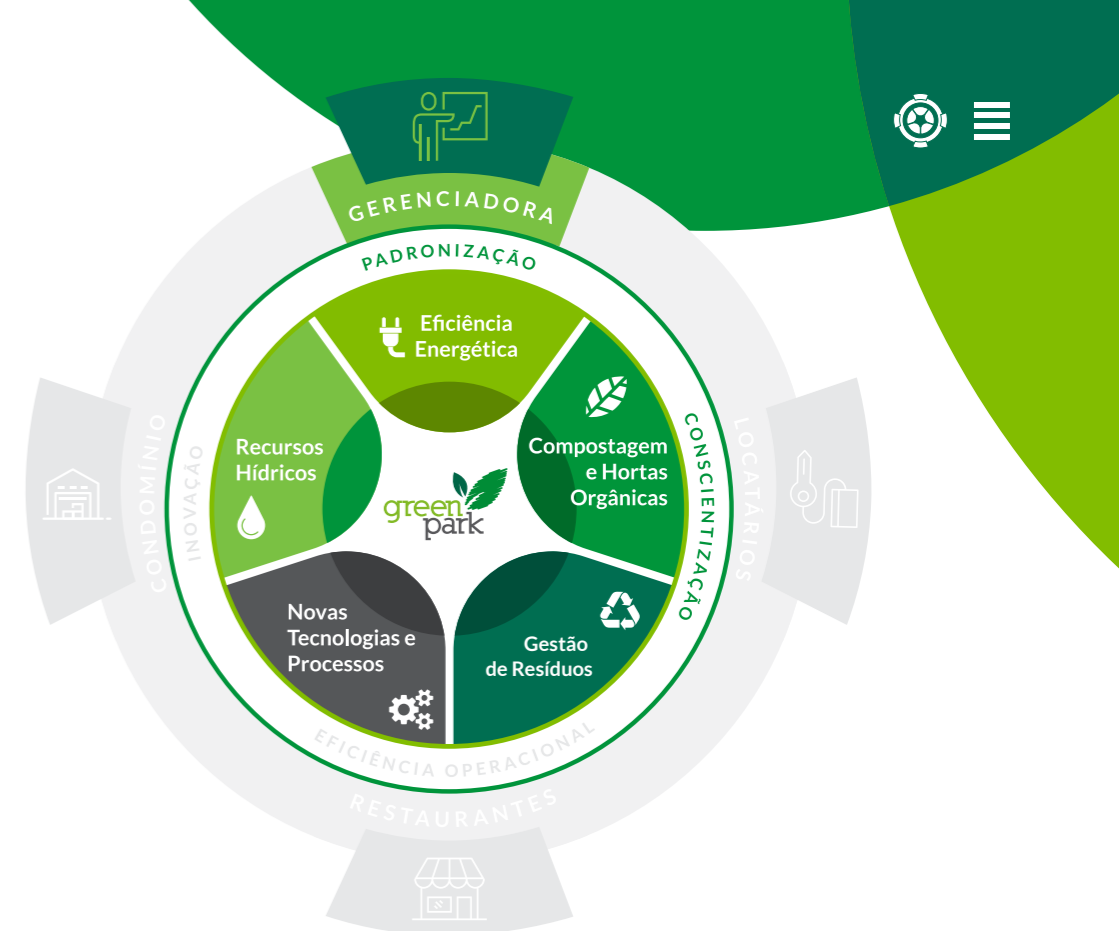 GERENCIADORA
PADRONIZAÇÃO
Eficiência
Energética
Compostagem
e Hortas
Orgânicas
Recursos
Hídricos
green
park
Novas
Tecnologias e
Processos
Gestão
de Resíduos
CONDOMÍNIO
INOVAÇÃO
CONSCIENTIZAÇÃO
LOCATÁRIOS
EFICIÊNCIA OPERACIONAL
RESTAURANTES